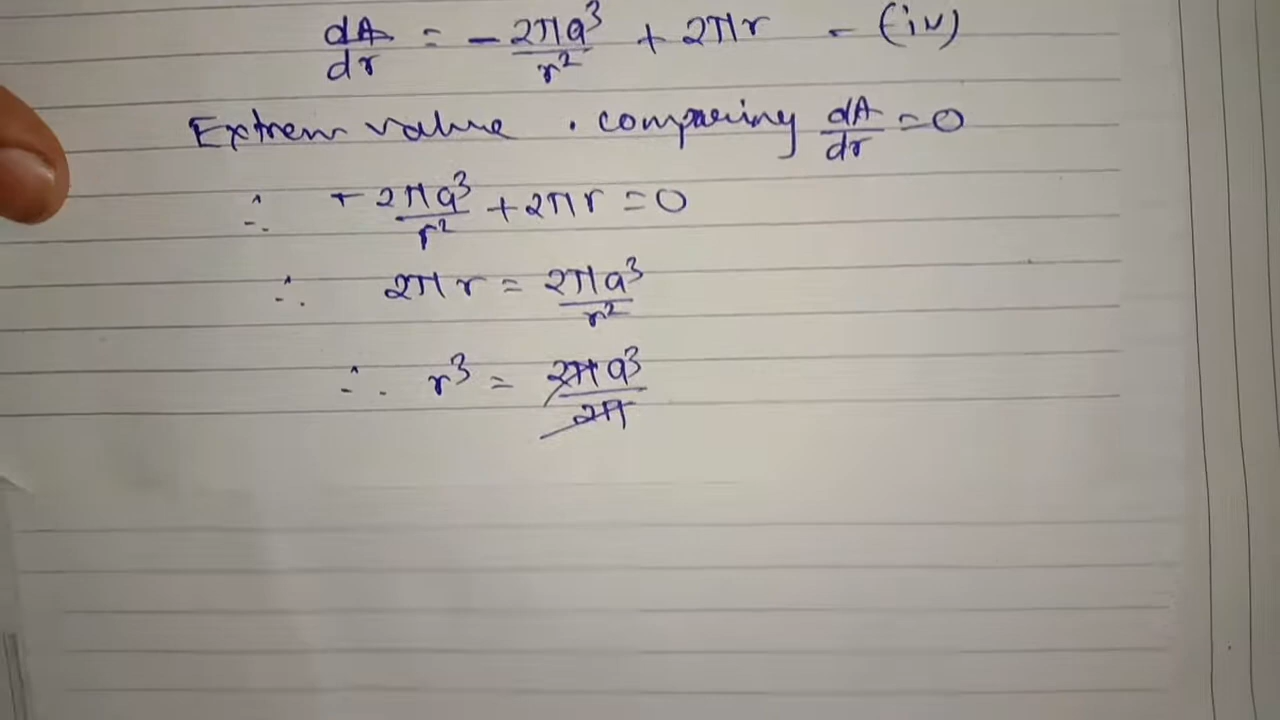 dA/dr = - 2πa³/r² + 2πr - (iv)
Extrem value . comparing dA/dr = 0
∴ + 2πa³/r² + 2πr = 0
∴ 2πr = 2πa³/r²
∴ r³ = 2πa³/2π